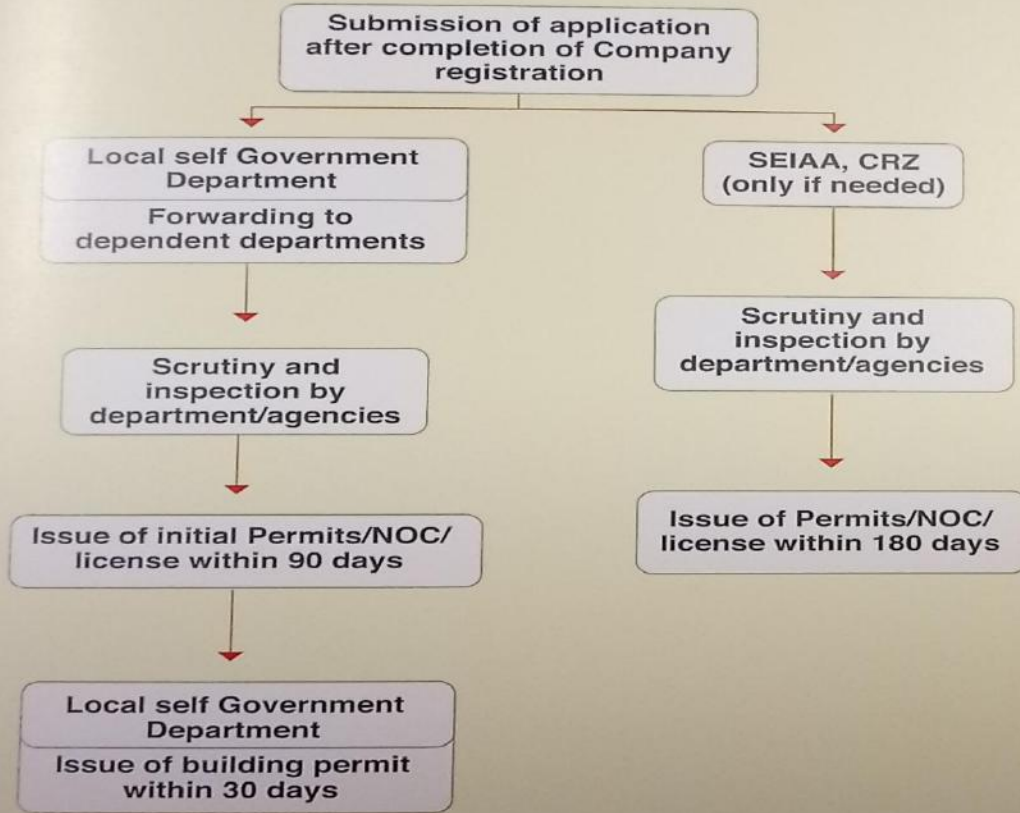 Submission of application
after completion of Company
registration
Local self Government
Department
Forwarding to
dependent departments
Scrutiny and
inspection by
department/agencies
Issue of initial Permits/NOC/
license within 90 days
Local self Government
Department
Issue of building permit
within 30 days
SEIAA, CRZ
(only if needed)
Scrutiny and
inspection by
department/agencies
Issue of Permits/NOC/
license within 180 days